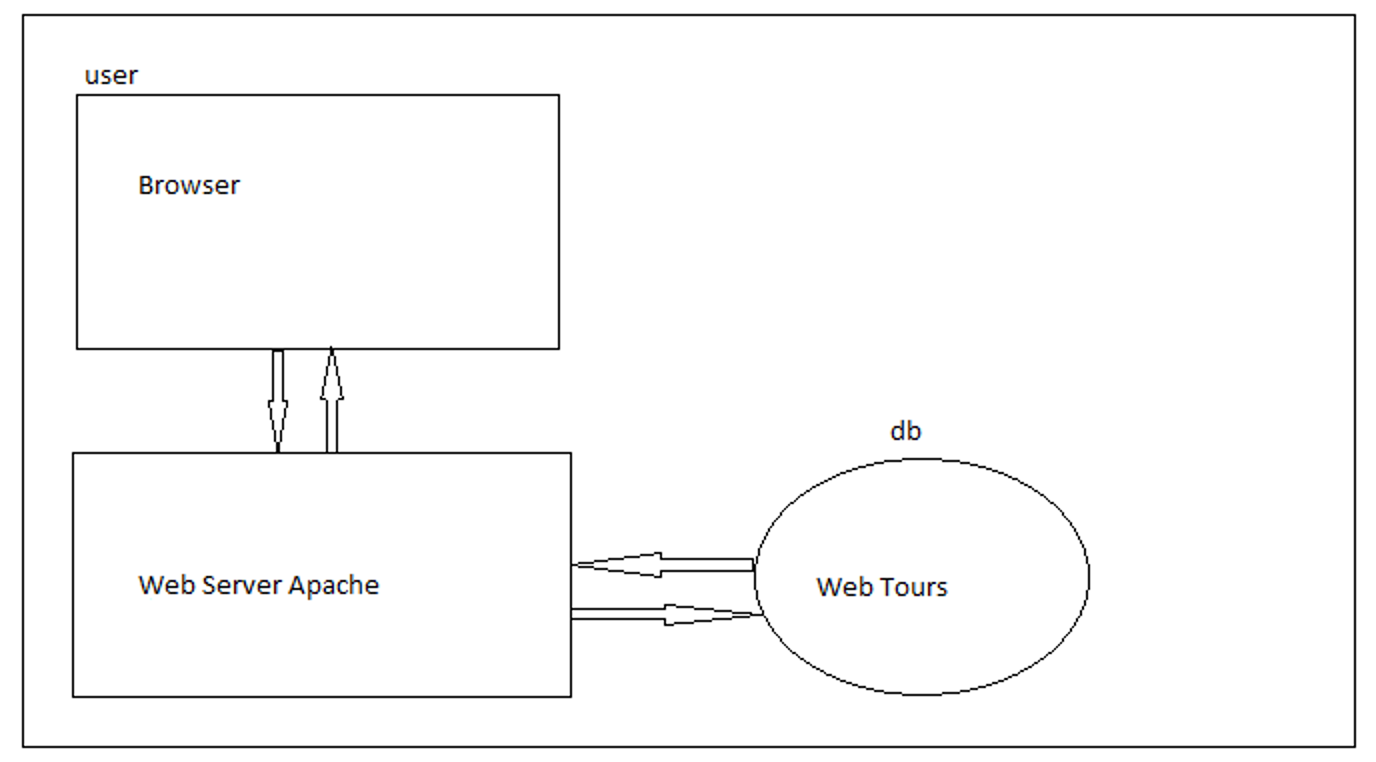 user
Browser
db
Web Server Apache
Web Tours